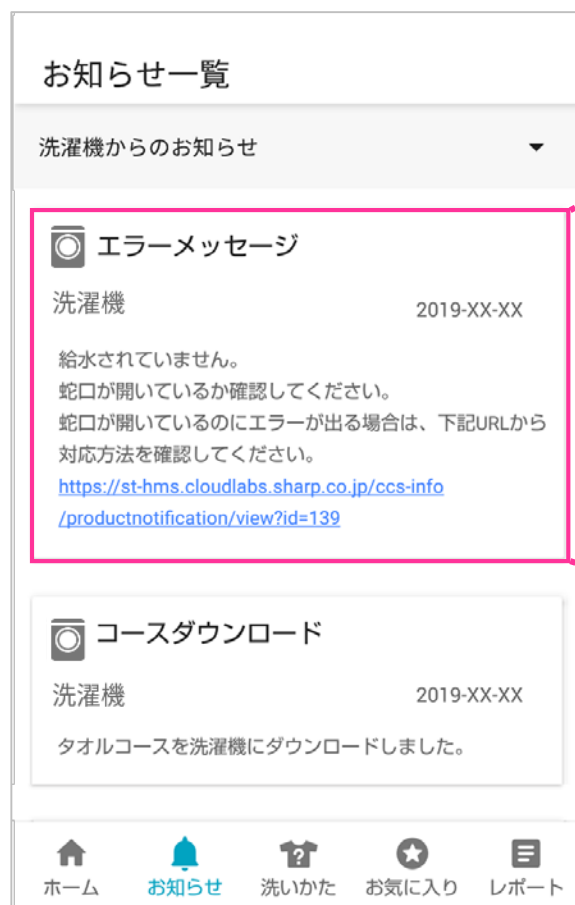 お知らせ一覧
洗濯機からのお知らせ
エラーメッセージ
洗濯機
2019-XX-XX
給水されていません。
蛇口が開いているか確認してください。
蛇口が開いているのにエラーが出る場合は、下記URLから
対応方法を確認してください。
https://st-hms.cloudlabs.sharp.co.jp/ccs-info
/productnotification/view?id=139
コースダウンロード
洗濯機
2019-XX-XX
タオルコースを洗濯機にダウンロードしました。
ホーム
お知らせ
洗いかた
お気に入り
レポート